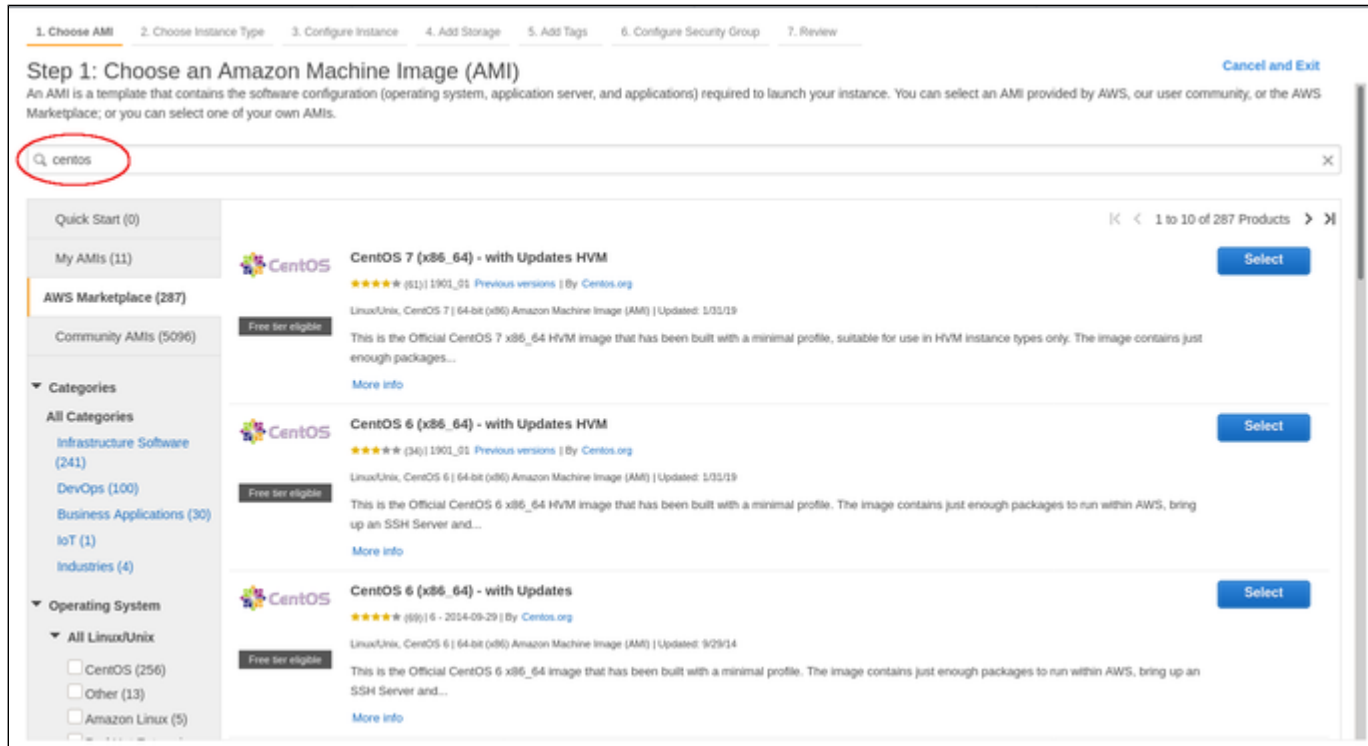 1. Choose AMI 2. Choose Instance Type 3. Configure Instance 4. Add Storage 5. Add Tags 6. Configure Security Group 7. Review
Step 1: Choose an Amazon Machine Image (AMI)
Cancel and Exit
An AMI is a template that contains the software configuration (operating system, application server, and applications) required to launch your instance. You can select an AMI provided by AWS, our user community, or the AWS
Marketplace; or you can select one of your own AMIs.
centos
Quick Start (0)
My AMIs (11)
AWS Marketplace (287)
Community AMIs (5096)
Categories
All Categories
Infrastructure Software
(241)
DevOps (100)
Business Applications (30)
IoT (1)
Industries (4)
Operating System
All Linux/Unix
CentOS (256)
Other (13)
Amazon Linux (5)
1 to 10 of 287 Products
CentOS
CentOS 7 (x86_64) - with Updates HVM
Select
(61) | 1901_01 Previous versions | By Centos.org
Linux/Unix, CentOS 7 | 64-bit (x86) Amazon Machine Image (AMI) | Updated: 1/31/19
Free tier eligible
This is the Official CentOS 7 x86_64 HVM image that has been built with a minimal profile, suitable for use in HVM instance types only. The image contains just
enough packages...
More info
CentOS
CentOS 6 (x86_64) - with Updates HVM
Select
(34) | 1901_01 Previous versions | By Centos.org
Linux/Unix, CentOS 6 | 64-bit (x86) Amazon Machine Image (AMI) | Updated: 1/31/19
Free tier eligible
This is the Official CentOS 6 x86_64 HVM image that has been built with a minimal profile. The image contains just enough packages to run within AWS, bring
up an SSH Server and...
More info
CentOS
CentOS 6 (x86_64) - with Updates
Select
(69) | 6 - 2014-09-29 | By Centos.org
Linux/Unix, CentOS 6 | 64-bit (x86) Amazon Machine Image (AMI) | Updated: 9/29/14
Free tier eligible
This is the Official CentOS 6 x86_64 image that has been built with a minimal profile. The image contains just enough packages to run within AWS, bring up an
SSH Server and...
More info